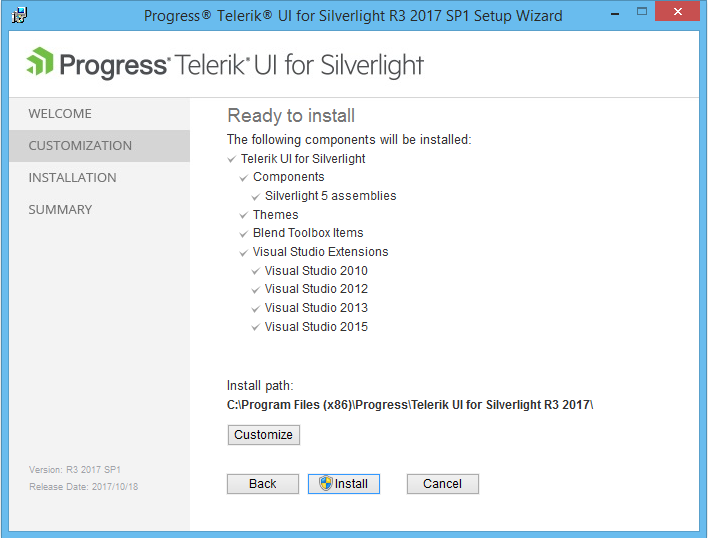 Progress® Telerik® UI for Silverlight R3 2017 SP1 Setup Wizard
Progress® Telerik® UI for Silverlight
WELCOME
CUSTOMIZATION
INSTALLATION
SUMMARY
Ready to install
The following components will be installed:
Telerik UI for Silverlight
Components
Silverlight 5 assemblies
Themes
Blend Toolbox Items
Visual Studio Extensions
Visual Studio 2010
Visual Studio 2012
Visual Studio 2013
Visual Studio 2015
Install path:
C:\Program Files (x86)\Progress\Telerik UI for Silverlight R3 2017\
Customize
Version: R3 2017 SP1
Release Date: 2017/10/18
Back Install Cancel